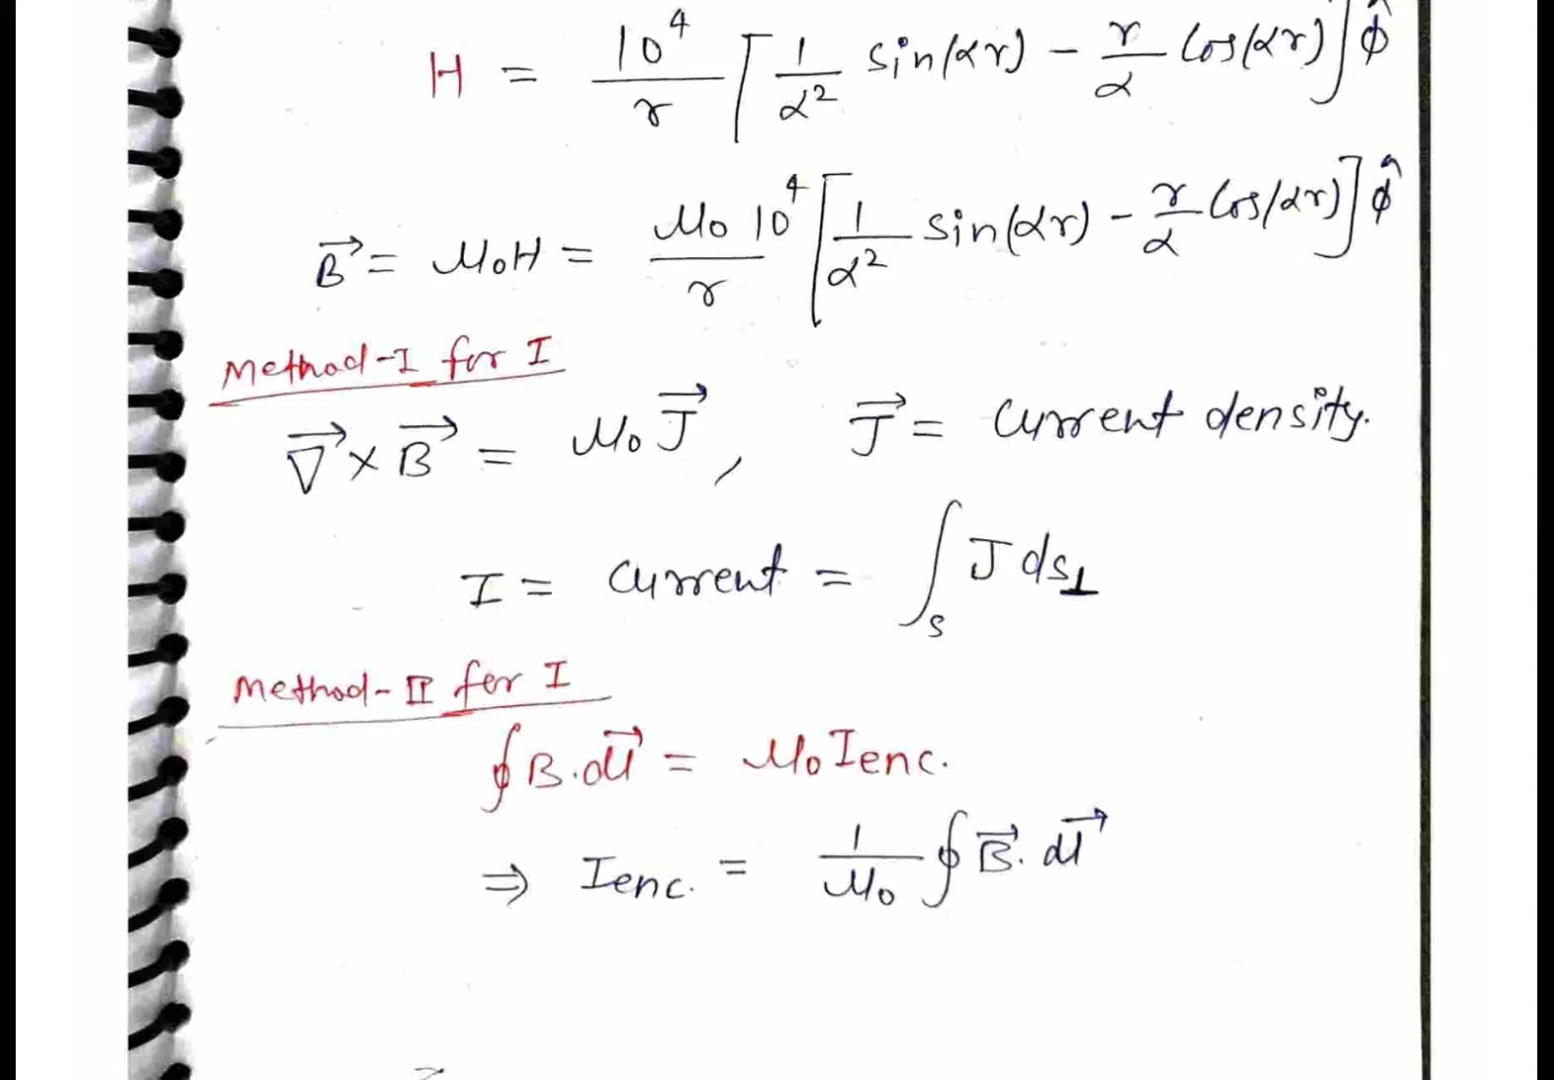 H = 10⁴/r [1/α² sin(αr) - r/α cos(αr)] φ̂
B⃗ = μ₀H = μ₀ 10⁴/r [1/α² sin(αr) - r/α cos(αr)] φ̂
Method-I for I
∇⃗ × B⃗ = μ₀ J⃗, J⃗ = current density.
I = current = ∫ₛ J ds⊥
Method-II for I
∮ B·dl⃗ = μ₀ Ienc.
⇒ Ienc. = 1/μ₀ ∮ B⃗·dl⃗